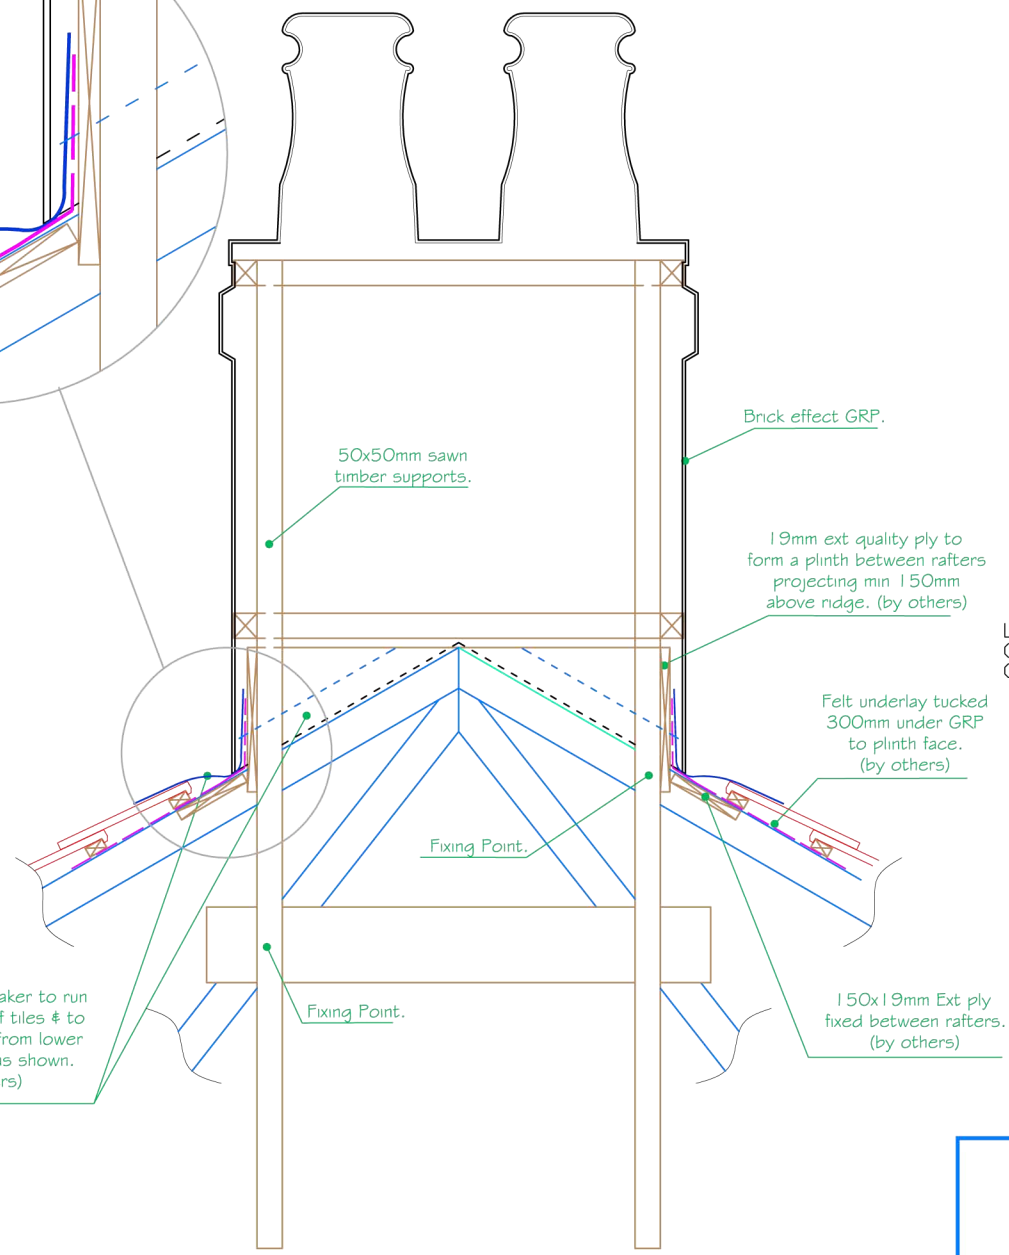 Brick effect GRP.
50x50mm sawn
timber supports.
19mm ext quality ply to
form a plinth between rafters
projecting min 150mm
above ridge. (by others)
Felt underlay tucked
300mm under GRP
to plinth face.
(by others)
Fixing Point.
to run
tiles & to
from lower
as shown.
Fixing Point.
150x19mm Ext ply
fixed between rafters.
(by others)